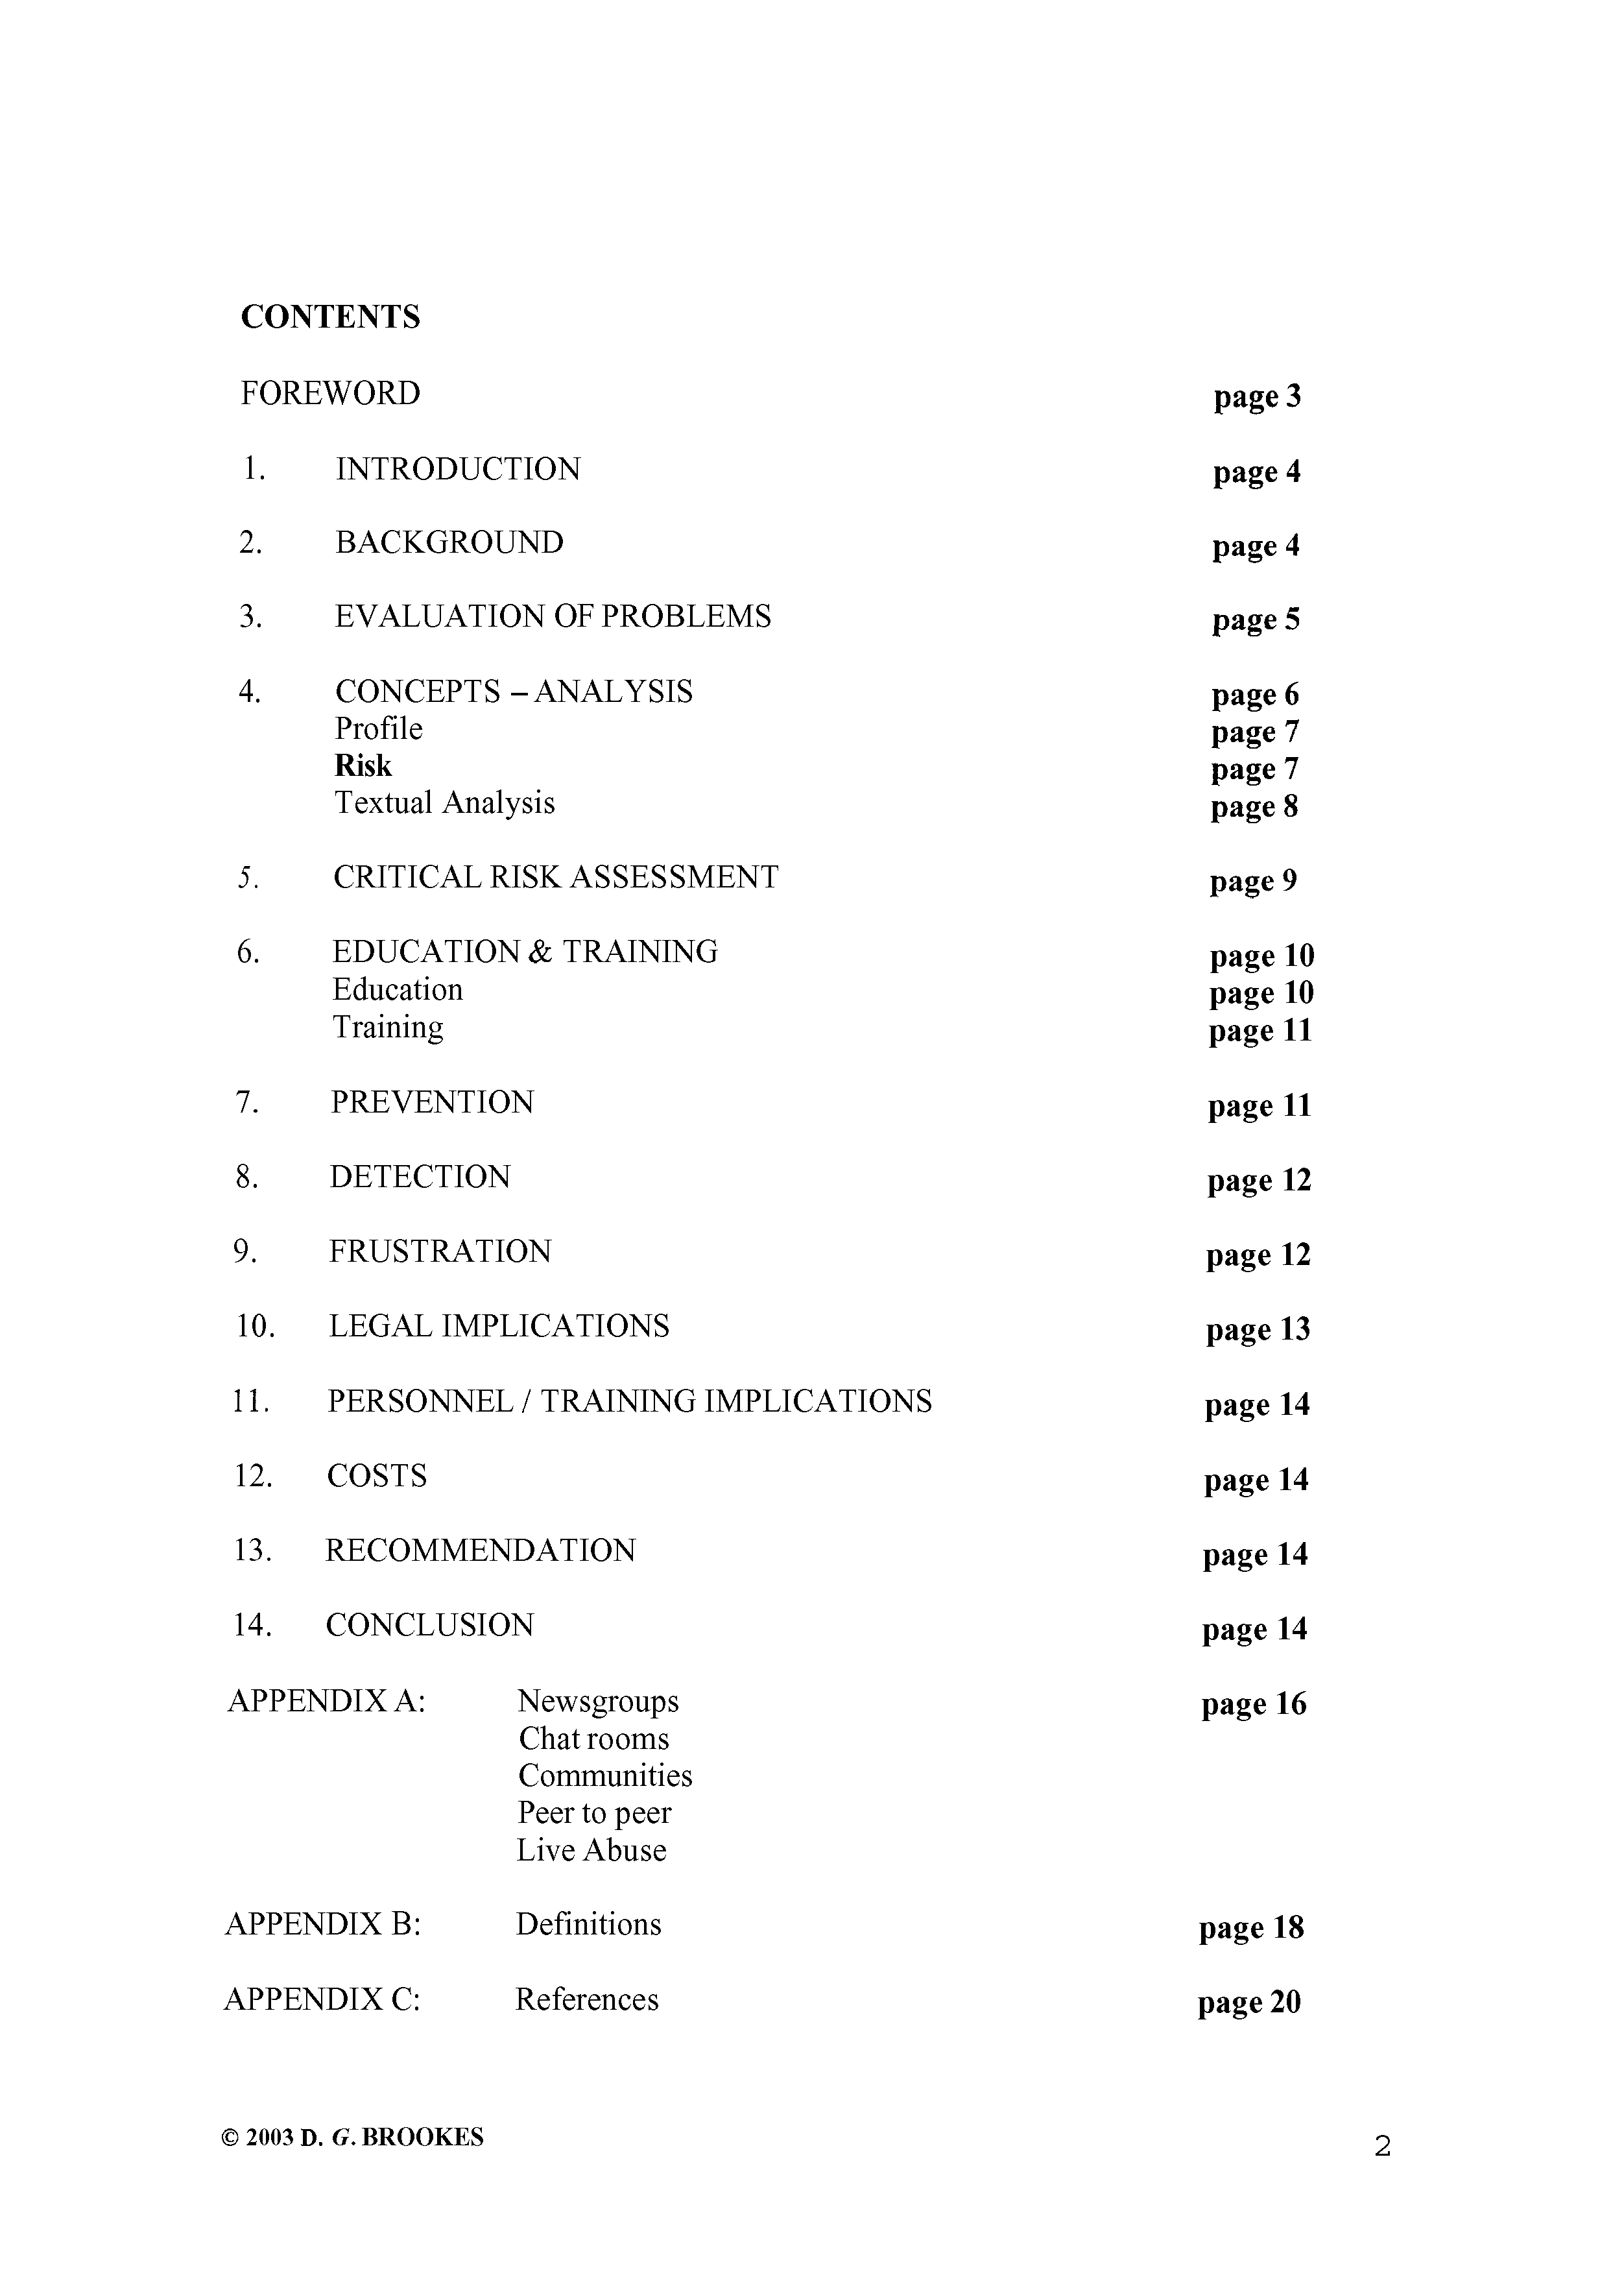 CONTENTS
FOREWORD page 3
1. INTRODUCTION page 4
2. BACKGROUND page 4
3. EVALUATION OF PROBLEMS page 5
4. CONCEPTS – ANALYSIS page 6
Profile page 7
Risk page 7
Textual Analysis page 8
5. CRITICAL RISK ASSESSMENT page 9
6. EDUCATION & TRAINING page 10
Education page 10
Training page 11
7. PREVENTION page 11
8. DETECTION page 12
9. FRUSTRATION page 12
10. LEGAL IMPLICATIONS page 13
11. PERSONNEL / TRAINING IMPLICATIONS page 14
12. COSTS page 14
13. RECOMMENDATION page 14
14. CONCLUSION page 14
APPENDIX A: Newsgroups page 16
Chat rooms
Communities
Peer to peer
Live Abuse
APPENDIX B: Definitions page 18
APPENDIX C: References page 20
© 2003 D. G. BROOKES 2